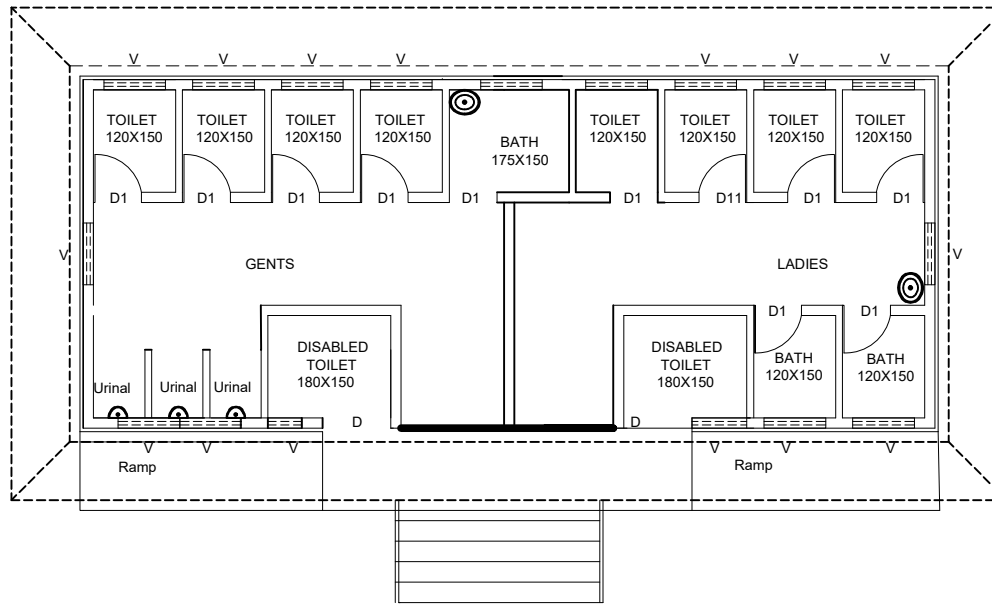 V V V V V V V
TOILET
120X150
TOILET
120X150
TOILET
120X150
TOILET
120X150
BATH
175X150
TOILET
120X150
TOILET
120X150
TOILET
120X150
TOILET
120X150
D1 D1 D1 D1 D1 D1 D11 D1 D1
V V
GENTS
LADIES
D1 D1
DISABLED
TOILET
180X150
DISABLED
TOILET
180X150
BATH
120X150
BATH
120X150
Urinal Urinal Urinal
D D
V V V V V V
Ramp
Ramp